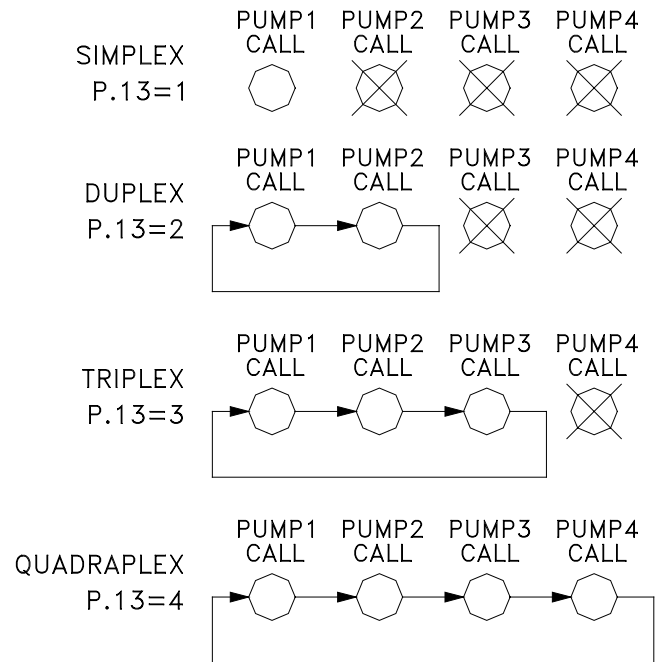 PUMP1 PUMP2 PUMP3 PUMP4
CALL CALL CALL CALL
SIMPLEX
P.13=1
PUMP1 PUMP2 PUMP3 PUMP4
CALL CALL CALL CALL
DUPLEX
P.13=2
PUMP1 PUMP2 PUMP3 PUMP4
CALL CALL CALL CALL
TRIPLEX
P.13=3
PUMP1 PUMP2 PUMP3 PUMP4
CALL CALL CALL CALL
QUADRAPLEX
P.13=4